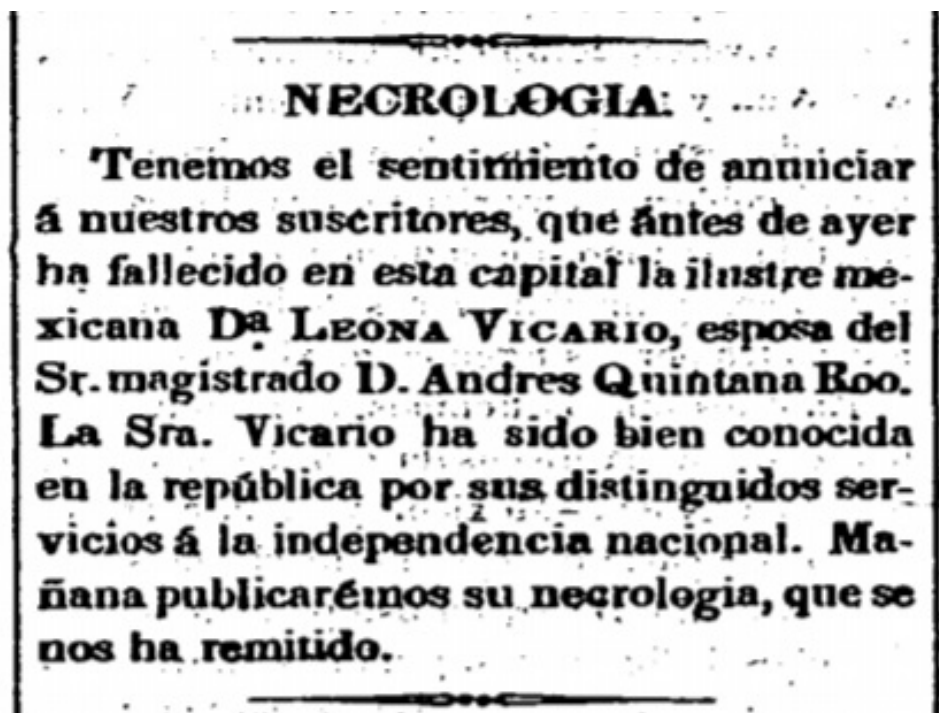 NECROLOGIA.
Tenemos el sentimiento de anunciar
á nuestros suscritores, que ántes de ayer
ha fallecido en esta capital la ilustre me-
xicana Dª LEONA VICARIO, esposa del
Sr. magistrado D. Andres Quintana Roo.
La Sra. Vicario ha sido bien conocida
en la república por sus distinguidos ser-
vicios á la independencia nacional. Ma-
ñana publicarémos su necrologia, que se
nos ha remitido.